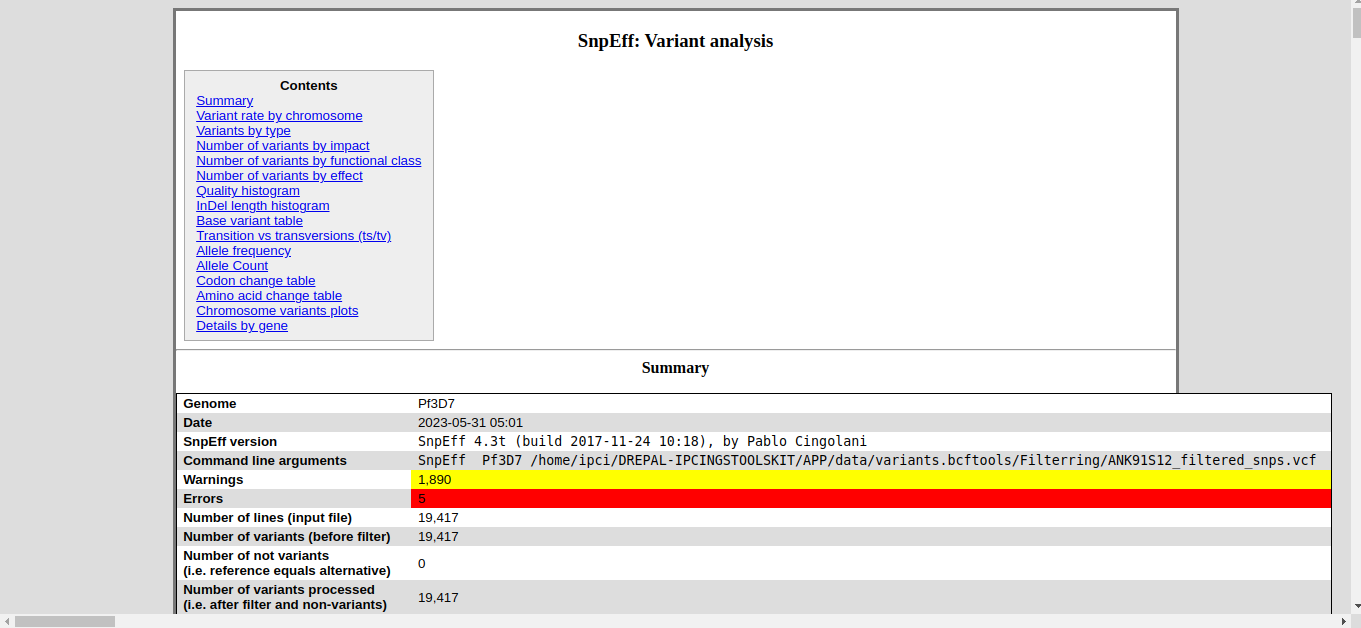 SnpEff: Variant analysis
Contents
Summary
Variant rate by chromosome
Variants by type
Number of variants by impact
Number of variants by functional class
Number of variants by effect
Quality histogram
InDel length histogram
Base variant table
Transition vs transversions (ts/tv)
Allele frequency
Allele Count
Codon change table
Amino acid change table
Chromosome variants plots
Details by gene
Summary
Genome Pf3D7
Date 2023-05-31 05:01
SnpEff version SnpEff 4.3t (build 2017-11-24 10:18), by Pablo Cingolani
Command line arguments SnpEff  Pf3D7 /home/ipci/DREPAL-IPCINGSTOOLSKIT/APP/data/variants.bcftools/Filterring/ANK91S12_filtered_snps.vcf
Warnings 1,890
Errors 5
Number of lines (input file) 19,417
Number of variants (before filter) 19,417
Number of not variants
(i.e. reference equals alternative) 0
Number of variants processed
(i.e. after filter and non-variants) 19,417